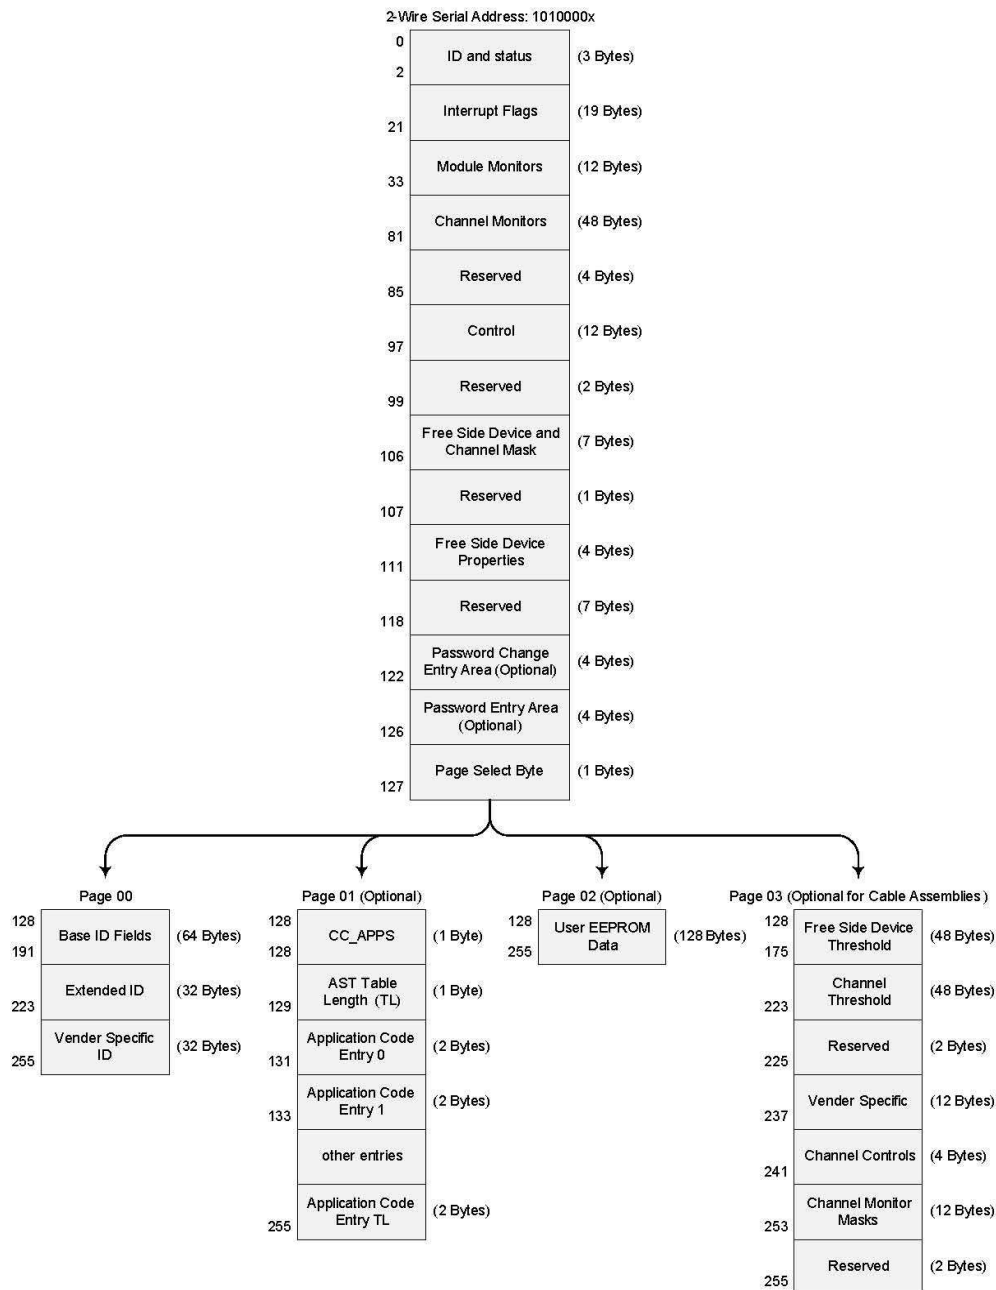 2-Wire Serial Address: 1010000x
0
ID and status (3 Bytes)
2
Interrupt Flags (19 Bytes)
21
Module Monitors (12 Bytes)
33
Channel Monitors (48 Bytes)
81
Reserved (4 Bytes)
85
Control (12 Bytes)
97
Reserved (2 Bytes)
99
Free Side Device and
Channel Mask
(7 Bytes)
106
Reserved (1 Bytes)
107
Free Side Device
Properties
(4 Bytes)
111
Reserved (7 Bytes)
118
Password Change
Entry Area (Optional)
(4 Bytes)
122
Password Entry Area
(Optional)
(4 Bytes)
126
Page Select Byte (1 Bytes)
127
Page 00
128
Base ID Fields (64 Bytes)
191
Extended ID (32 Bytes)
223
Vender Specific
ID
(32 Bytes)
255
Page 01 (Optional)
128
CC_APPS (1 Byte)
128
AST Table
Length (TL)
(1 Byte)
129
Application Code
Entry 0
(2 Bytes)
131
Application Code
Entry 1
(2 Bytes)
133
other entries
Application Code
Entry TL
(2 Bytes)
255
Page 02 (Optional)
128
User EEPROM
Data
(128 Bytes)
255
Page 03 (Optional for Cable Assemblies )
128
Free Side Device
Threshold
(48 Bytes)
175
Channel
Threshold
(48 Bytes)
223
Reserved (2 Bytes)
225
Vender Specific (12 Bytes)
237
Channel Controls (4 Bytes)
241
Channel Monitor
Masks
(12 Bytes)
253
Reserved (2 Bytes)
255